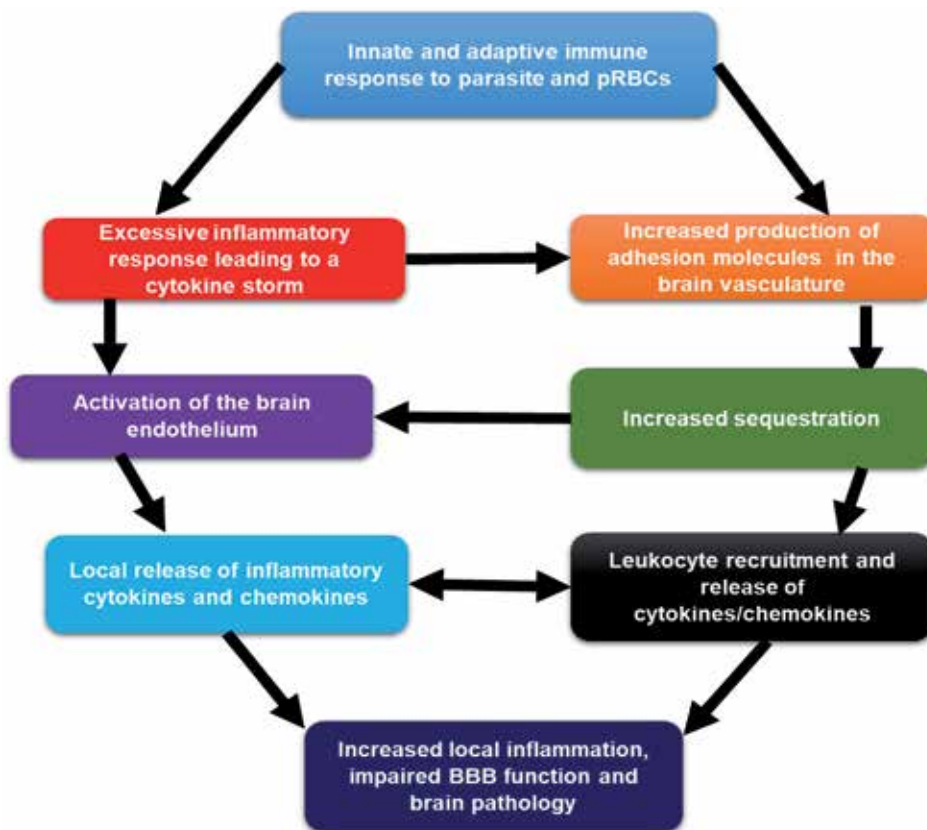 Innate and adaptive immune
response to parasite and pRBCs
Excessive inflammatory
response leading to a
cytokine storm
Increased production of
adhesion molecules in the
brain vasculature
Activation of the brain
endothelium
Increased sequestration
Local release of inflammatory
cytokines and chemokines
Leukocyte recruitment and
release of
cytokines/chemokines
Increased local inflammation,
impaired BBB function and
brain pathology